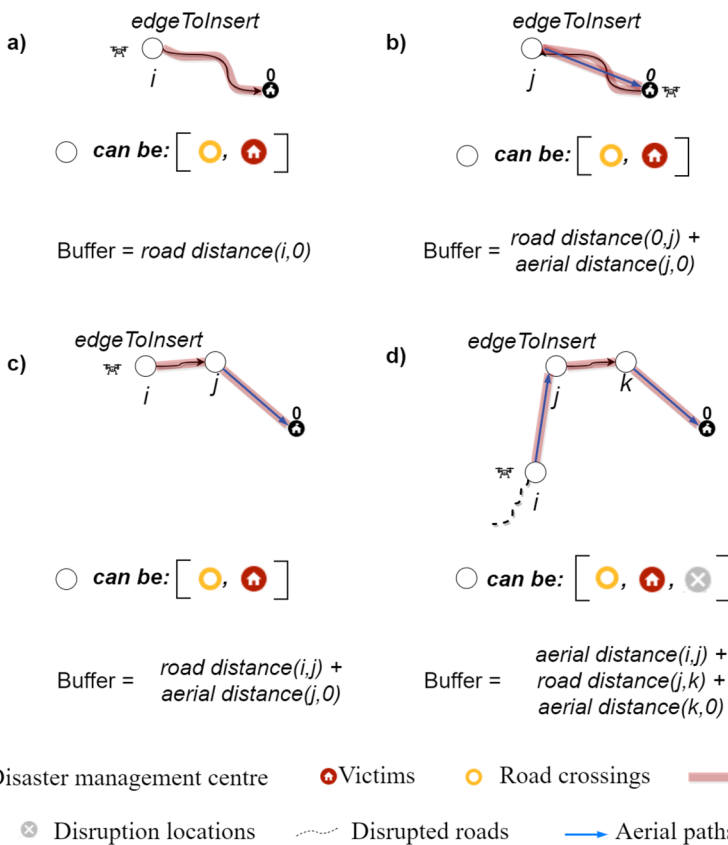 edgeToInsert
a)
i
0
can be: [ , ]
Buffer = road distance(i,0)
edgeToInsert
b)
j
0
can be: [ , ]
Buffer = road distance(0,j) +
aerial distance(j,0)
edgeToInsert
c)
i
j
0
can be: [ , ]
Buffer = road distance(i,j) +
aerial distance(j,0)
edgeToInsert
d)
j
k
0
i
can be: [ , , ]
Buffer = aerial distance(i,j) +
road distance(j,k) +
aerial distance(k,0)
Disaster management centre Victims Road crossings
Disruption locations Disrupted roads Aerial paths